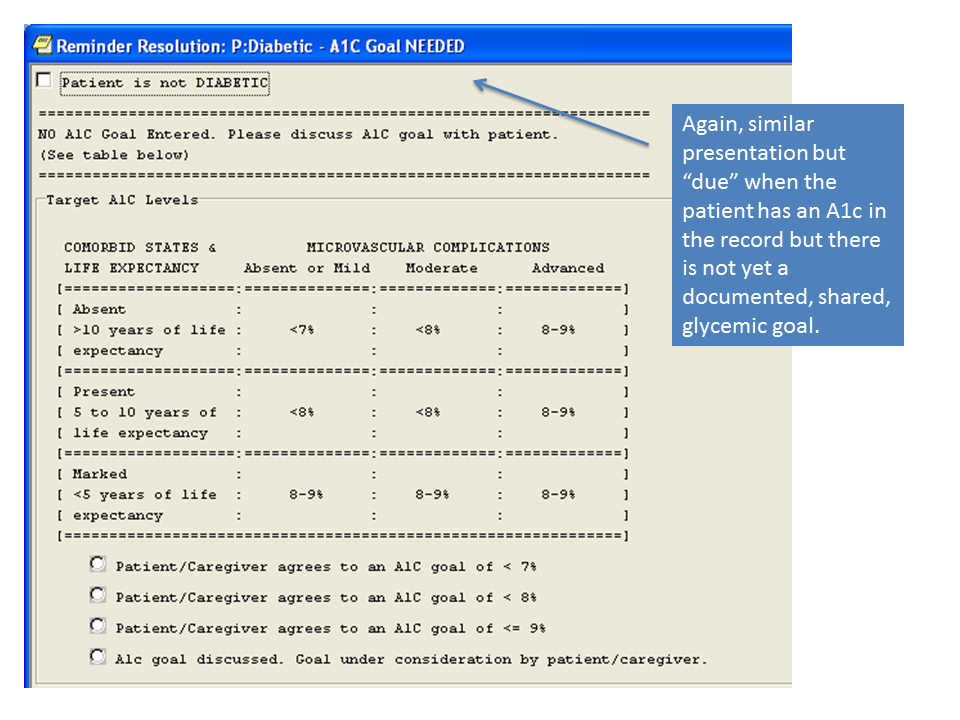 Reminder Resolution: P:Diabetic - A1C Goal NEEDED
Patient is not DIABETIC
====================================================================
NO A1C Goal Entered. Please discuss A1C goal with patient.
(See table below)
====================================================================
Again, similar
presentation but
“due” when the
patient has an A1c in
the record but there
is not yet a
documented, shared,
glycemic goal.
Target A1C Levels
COMORBID STATES & MICROVASCULAR COMPLICATIONS
LIFE EXPECTANCY Absent or Mild Moderate Advanced
[===================:==============:=============:=============]
[ Absent : : : ]
[ >10 years of life : <7% : <8% : 8-9% ]
[ expectancy : : : ]
[===================:==============:=============:=============]
[ Present : : : ]
[ 5 to 10 years of : <8% : <8% : 8-9% ]
[ life expectancy : : : ]
[===================:==============:=============:=============]
[ Marked : : : ]
[ <5 years of life : 8-9% : 8-9% : 8-9% ]
[ expectancy : : : ]
[==============================================================]
Patient/Caregiver agrees to an A1C goal of < 7%
Patient/Caregiver agrees to an A1C goal of < 8%
Patient/Caregiver agrees to an A1C goal of <= 9%
A1c goal discussed. Goal under consideration by patient/caregiver.